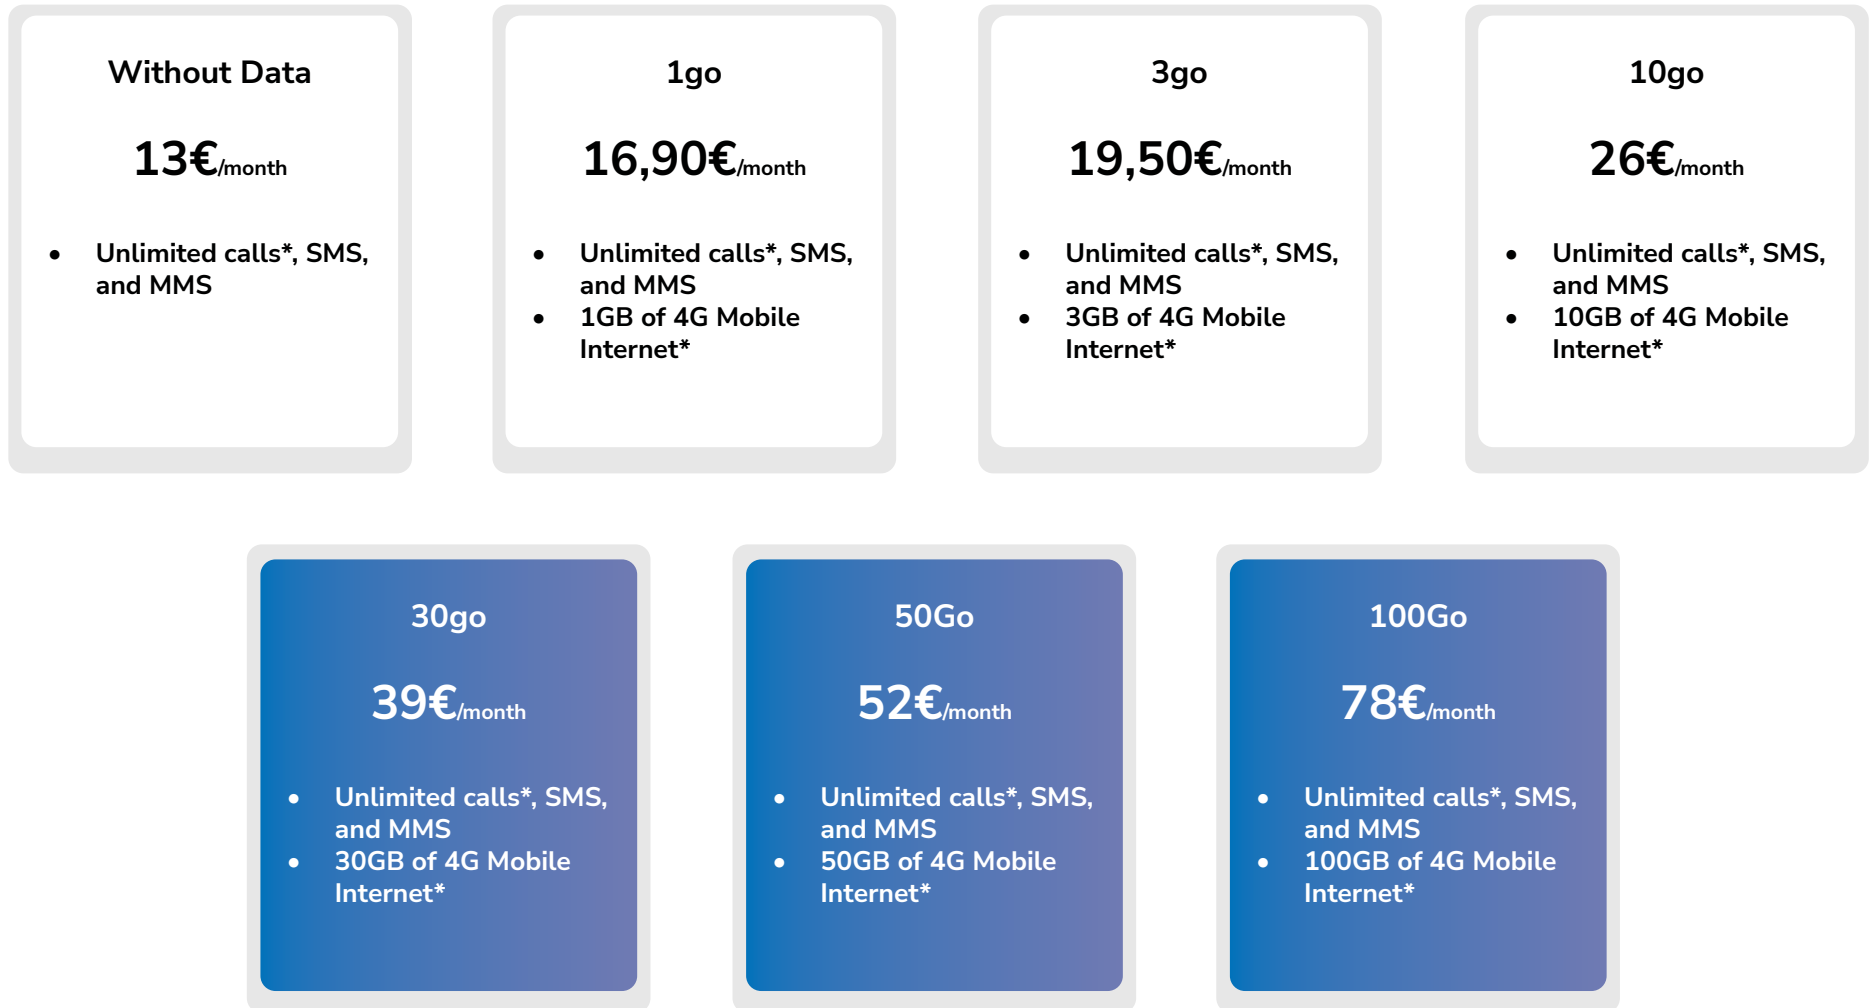 Without Data
13€/month
• Unlimited calls*, SMS,
and MMS
1go
16,90€/month
• Unlimited calls*, SMS,
and MMS
• 1GB of 4G Mobile
Internet*
3go
19,50€/month
• Unlimited calls*, SMS,
and MMS
• 3GB of 4G Mobile
Internet*
10go
26€/month
• Unlimited calls*, SMS,
and MMS
• 10GB of 4G Mobile
Internet*
30go
39€/month
• Unlimited calls*, SMS,
and MMS
• 30GB of 4G Mobile
Internet*
50Go
52€/month
• Unlimited calls*, SMS,
and MMS
• 50GB of 4G Mobile
Internet*
100Go
78€/month
• Unlimited calls*, SMS,
and MMS
• 100GB of 4G Mobile
Internet*